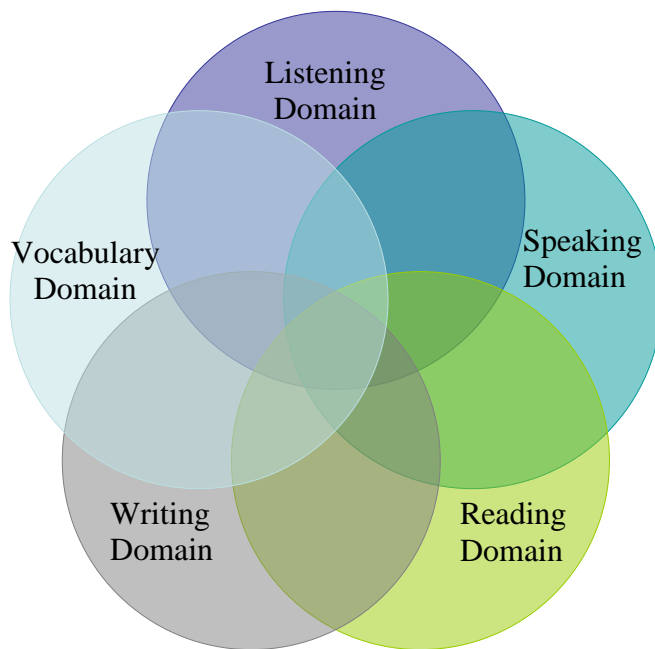 Listening
Domain
Vocabulary
Domain
Speaking
Domain
Writing
Domain
Reading
Domain